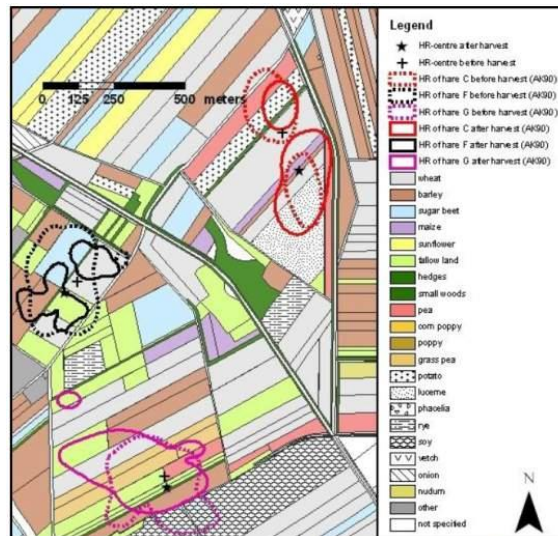 0 125 250 500 meters
Legend
HR-centre after harvest
HR-centre before harvest
HR of hare C before harvest (AK90)
HR of hare F before harvest (AK90)
HR of hare G before harvest (AK90)
HR of hare C after harvest (AK90)
HR of hare F after harvest (AK90)
HR of hare G after harvest (AK90)
wheat
barley
sugar beet
maize
sunflower
fallow land
hedges
small woods
pea
corn poppy
poppy
grass pea
potato
lucerne
phacelia
rye
soy
vetch
onion
nudum
other
not specified
N